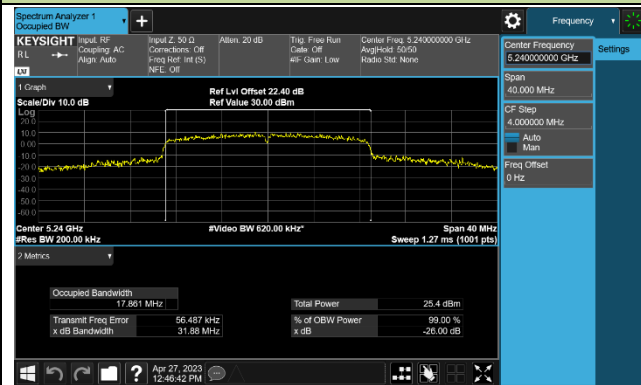 Spectrum Analyzer 1
Occupied BW
Frequency
KEYSIGHT
RL
LXI
Input: RF
Coupling: AC
Align: Auto
Input Z: 50 Ω
Corrections: Off
Freq Ref: Int (S)
NFE: Off
Atten: 20 dB
Trig: Free Run
Gate: Off
#IF Gain: Low
Center Freq: 5.240000000 GHz
Avg|Hold: 50/50
Radio Std: None
Center Frequency
5.240000000 GHz
Settings
Span
40.000 MHz
CF Step
4.000000 MHz
Auto
Man
Freq Offset
0 Hz
1 Graph
Scale/Div 10.0 dB
Ref Lvl Offset 22.40 dB
Ref Value 30.00 dBm
Log
20.0
10.0
0.00
-10.0
-20.0
-30.0
-40.0
-50.0
-60.0
Center 5.24 GHz
#Video BW 620.00 kHz*
Span 40 MHz
#Res BW 200.00 kHz
Sweep 1.27 ms (1001 pts)
2 Metrics
Occupied Bandwidth
17.861 MHz
Total Power
25.4 dBm
Transmit Freq Error
56.487 kHz
% of OBW Power
99.00 %
x dB Bandwidth
31.88 MHz
x dB
-26.00 dB
?
Apr 27, 2023
12:46:42 PM